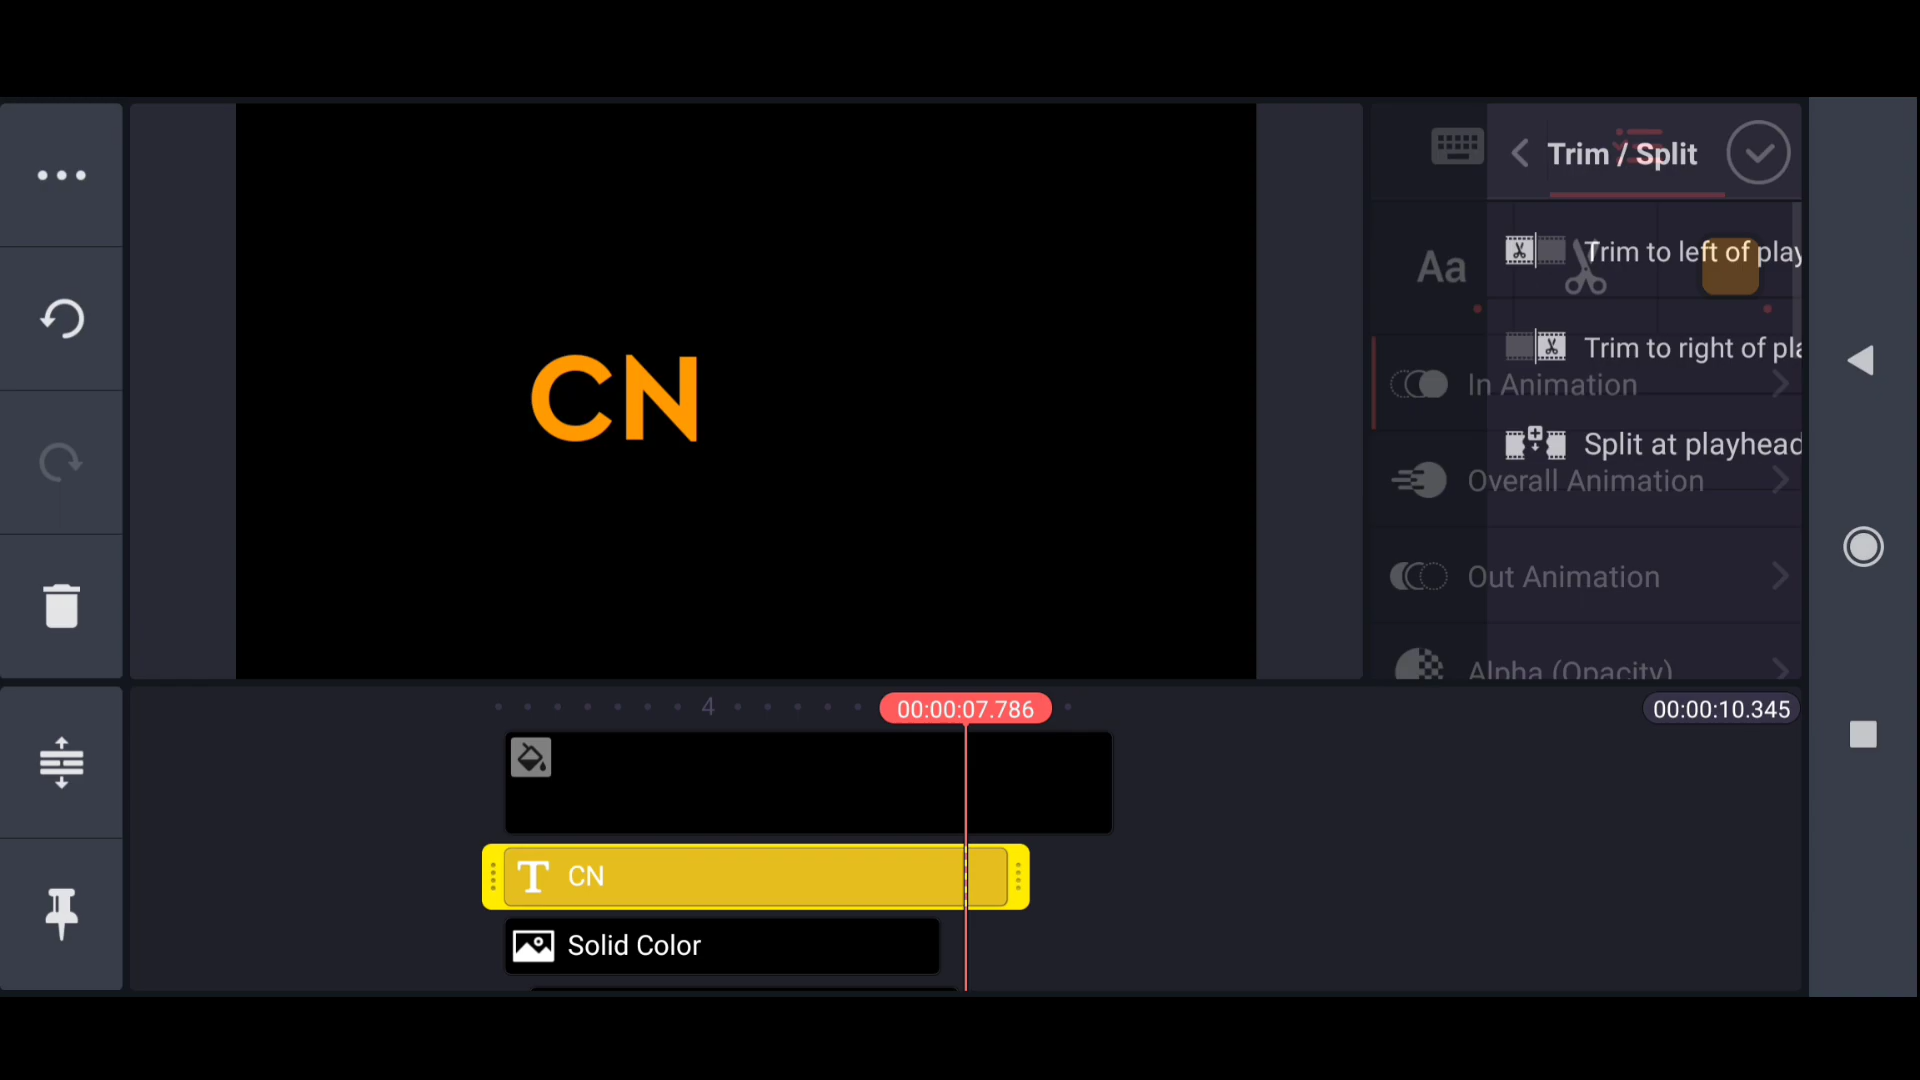 Trim / Split
Aa
Trim to left of play
Trim to right of pla
In Animation
Split at playhead
Overall Animation
Out Animation
Alpha (Opacity)
CN
4
00:00:07.786
00:00:10.345
T CN
Solid Color